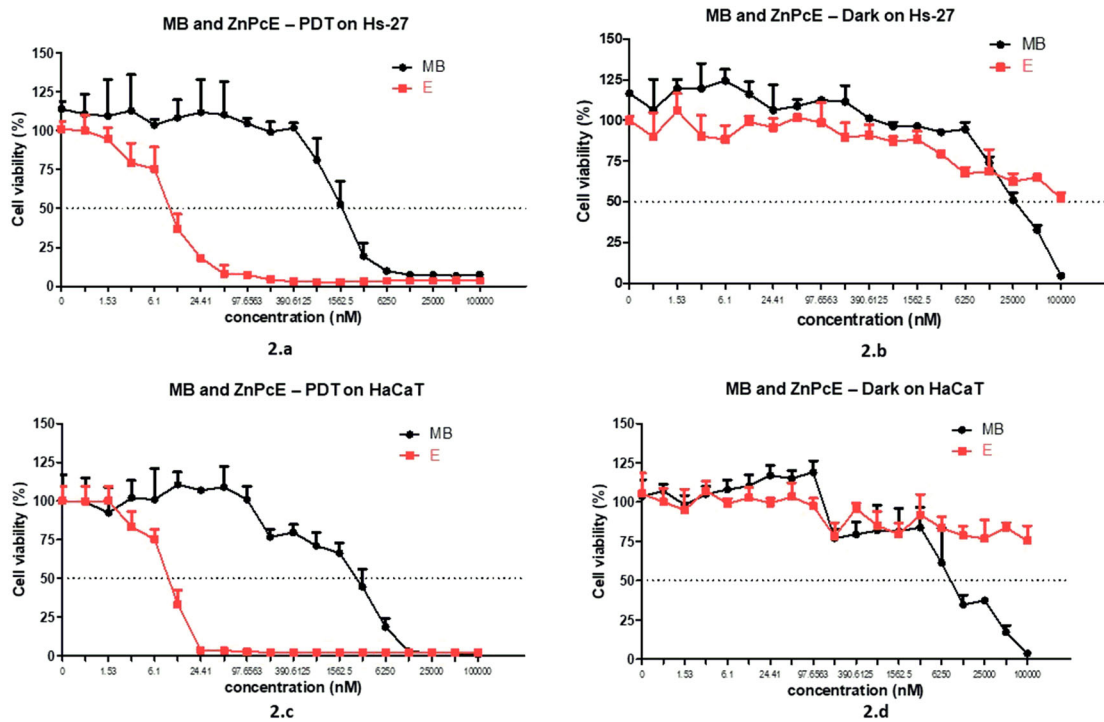 MB and ZnPcE – PDT on Hs-27
Cell viability (%)
150
125
100
75
50
25
0
MB
E
0 1.53 6.1 24.41 97.6563 390.6125 1562.5 6250 25000 100000
concentration (nM)
2.a
MB and ZnPcE – Dark on Hs-27
Cell viability (%)
150
125
100
75
50
25
0
MB
E
0 1.53 6.1 24.41 97.6563 390.6125 1562.5 6250 25000 100000
concentration (nM)
2.b
MB and ZnPcE – PDT on HaCaT
Cell viability (%)
150
125
100
75
50
25
0
MB
E
0 1.53 6.1 24.41 97.6563 390.6125 1562.5 6250 25000 100000
concentration (nM)
2.c
MB and ZnPcE – Dark on HaCaT
Cell viability (%)
150
125
100
75
50
25
0
MB
E
0 1.53 6.1 24.41 97.6563 390.6125 1562.5 6250 25000 100000
concentration (nM)
2.d